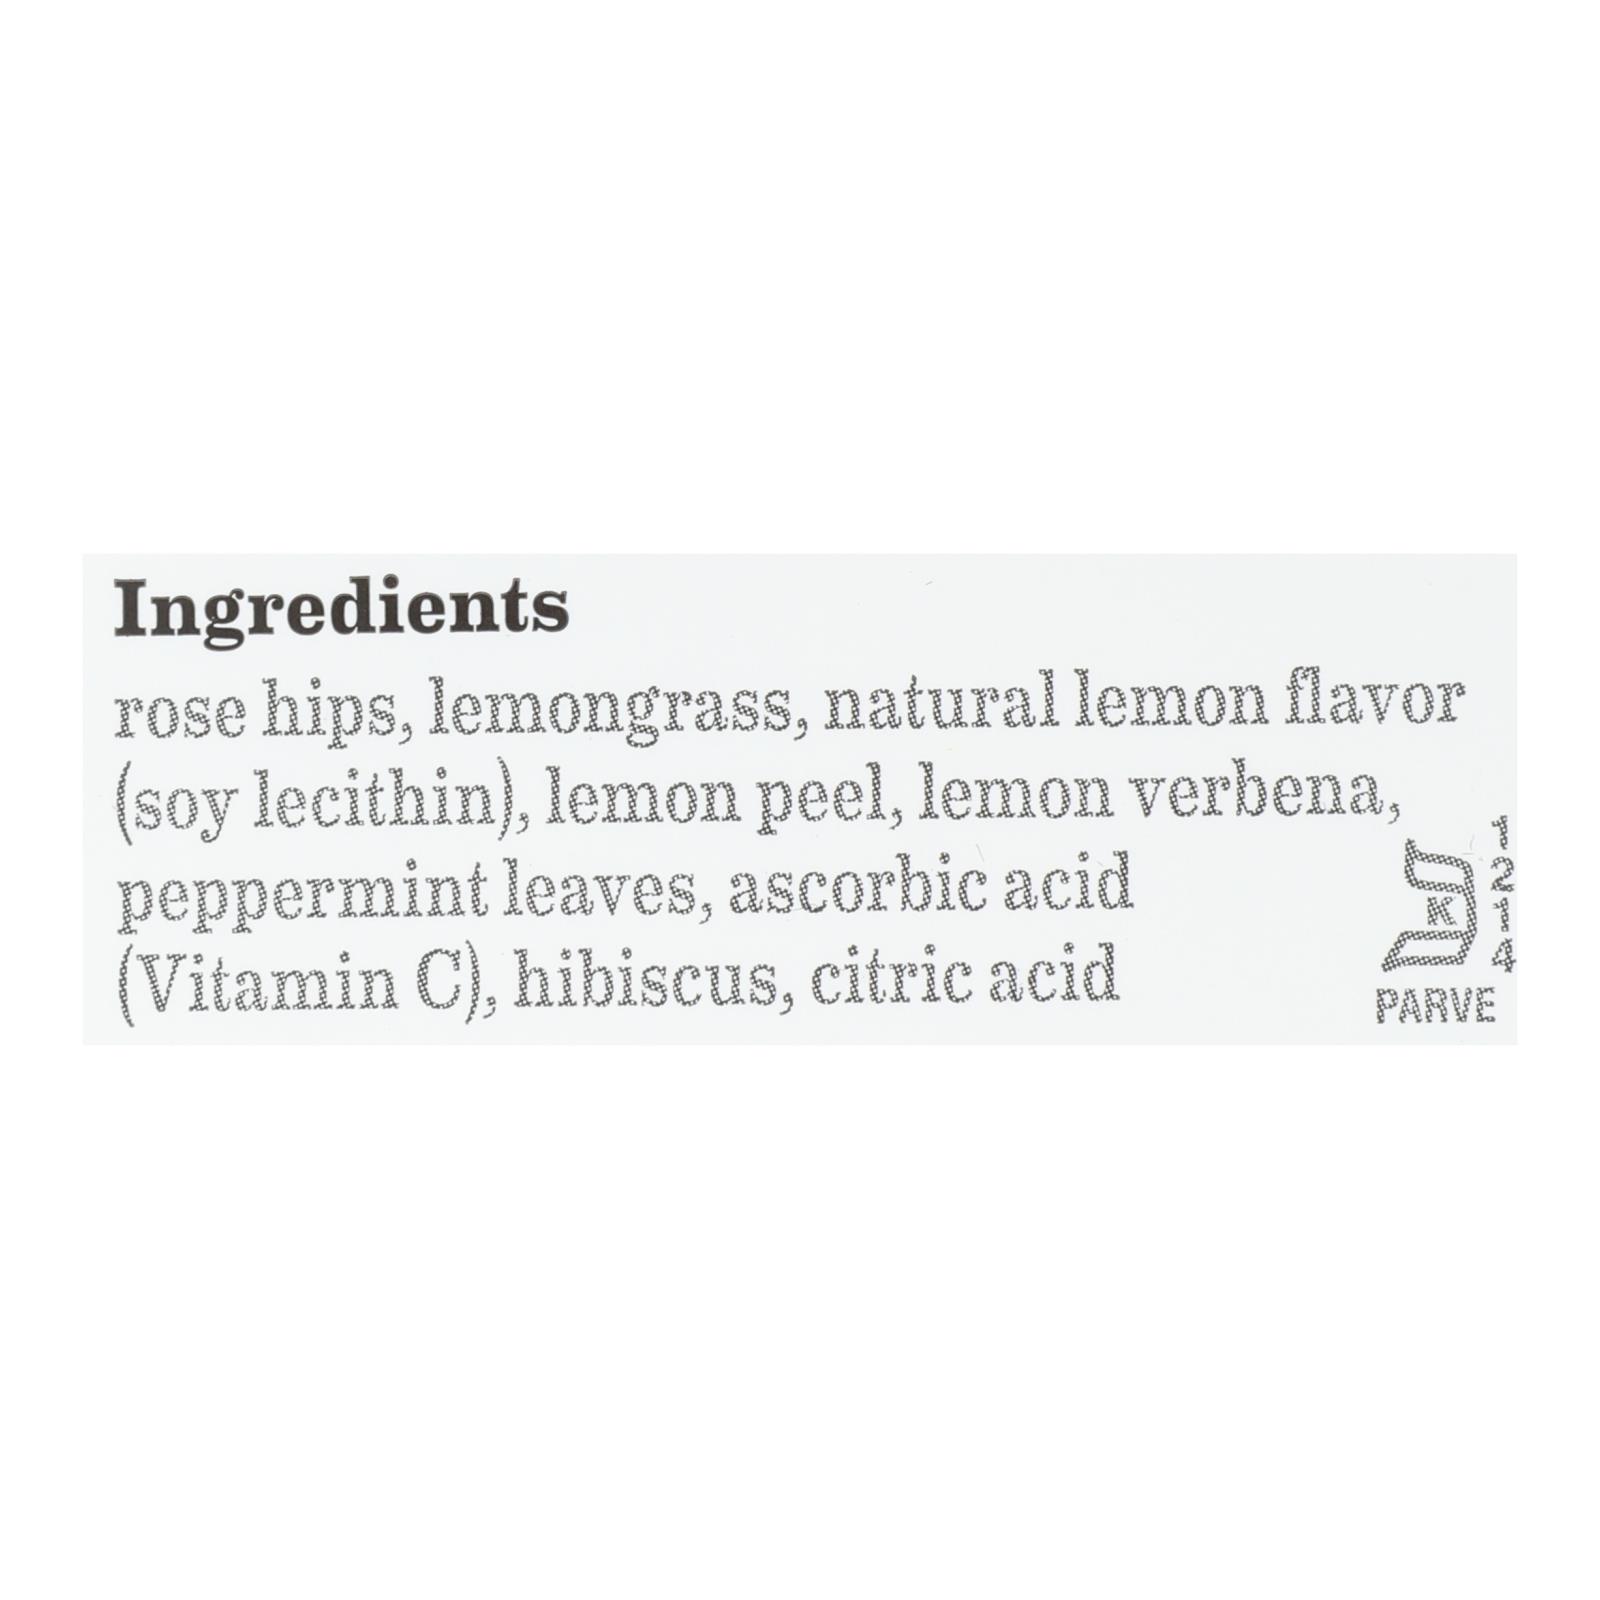 Ingredients
rose hips, lemongrass, natural lemon flavor
(soy lecithin), lemon peel, lemon verbena,
peppermint leaves, ascorbic acid
(Vitamin C), hibiscus, citric acid
K
1214
PARVE